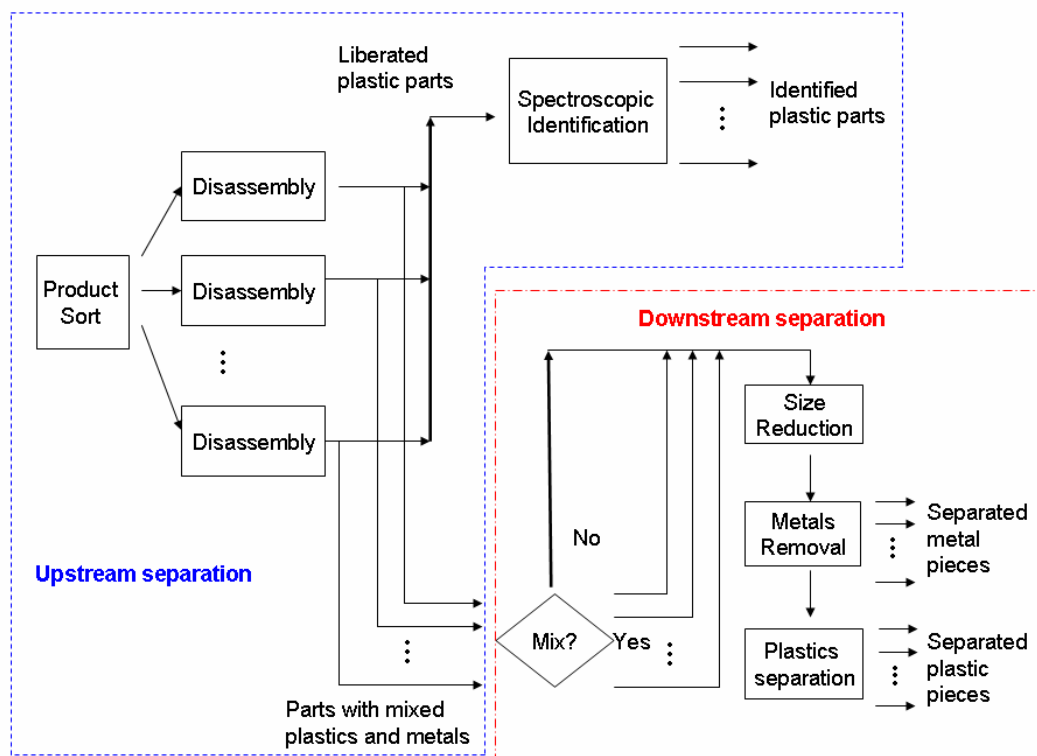 Liberated
plastic parts
Spectroscopic
Identification
Identified
plastic parts
Disassembly
Product
Sort
Disassembly
Disassembly
Upstream separation
Parts with mixed
plastics and metals
Downstream separation
Size
Reduction
No
Metals
Removal
Separated
metal
pieces
Mix?
Yes
Plastics
separation
Separated
plastic
pieces